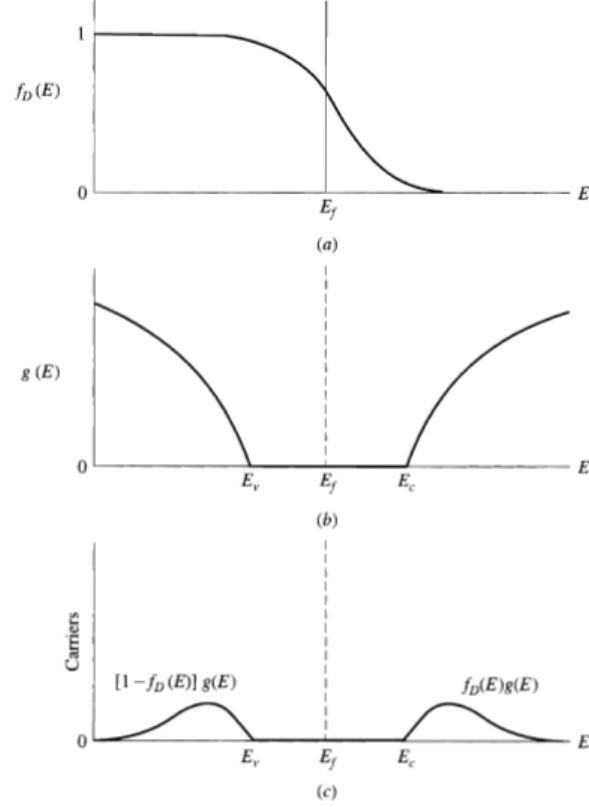 1
f_D(E)
0
E_f
E
(a)
g(E)
0
E_v
E_f
E_c
E
(b)
Carriers
[1−f_D(E)] g(E)
f_D(E)g(E)
0
E_v
E_f
E_c
E
(c)